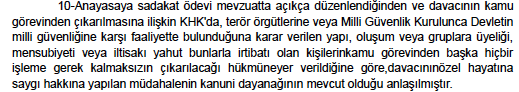 10-Anayasaya sadakat ödevi mevzuatta açıkça düzenlendiğinden ve davacının kamu
görevinden çıkarılmasına ilişkin KHK'da, terör örgütlerine veya Milli Güvenlik Kurulunca Devletin
milli güvenliğine karşı faaliyette bulunduğuna karar verilen yapı, oluşum veya gruplara üyeliği,
mensubiyeti veya iltisakı yahut bunlarla irtibatı olan kişilerinkamu görevinden başka hiçbir
işleme gerek kalmaksızın çıkarılacağı hükmüneyer verildiğine göre,davacınınözel hayatına
saygı hakkına yapılan müdahalenin kanuni dayanağının mevcut olduğu anlaşılmıştır.